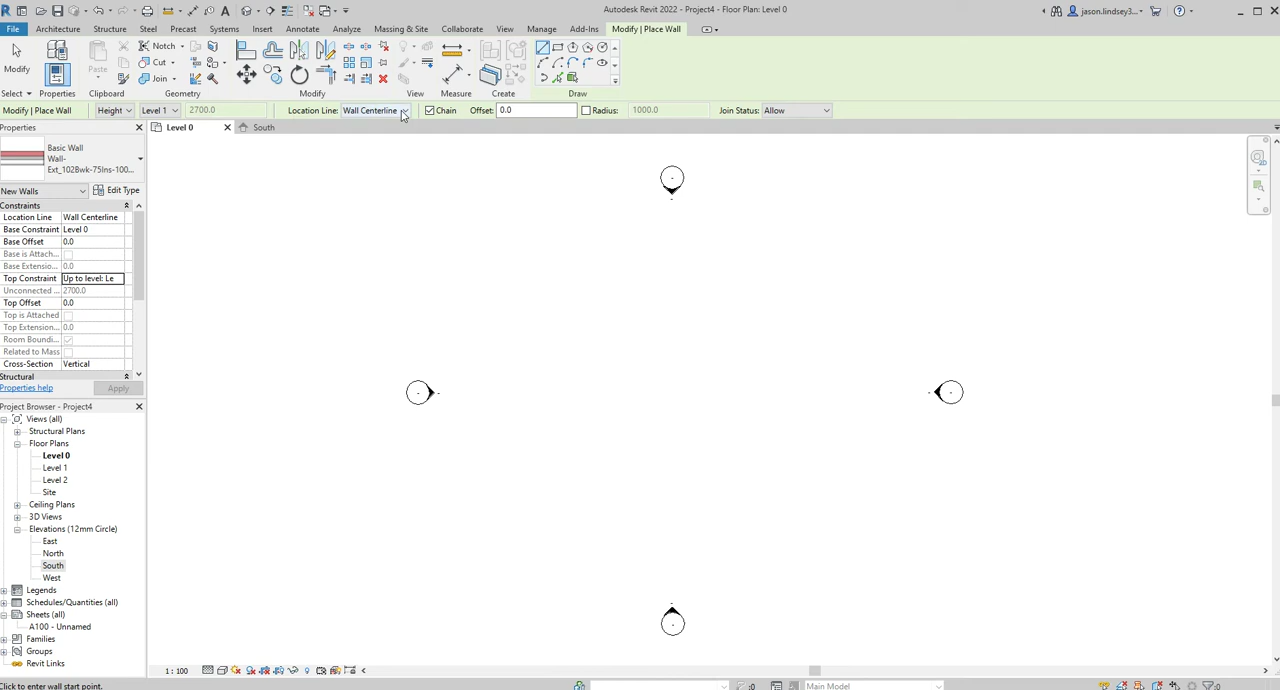 Autodesk Revit 2022 - Project4 - Floor Plan: Level 0
jason.lindsey3...
File Architecture Structure Steel Precast Systems Insert Annotate Analyze Massing & Site Collaborate View Manage Add-Ins Modify | Place Wall
Modify
Paste
Notch
Cut
Join
Select Properties Clipboard Geometry Modify View Measure Create Draw
Modify | Place Wall Height Level 1 2700.0 Location Line: Wall Centerline Chain Offset: 0.0 Radius: 1000.0 Join Status: Allow
Properties
Level 0
South
Basic Wall
Wall-
Ext_102Bwk-75Ins-100...
New Walls Edit Type
Constraints
Location Line Wall Centerline
Base Constraint Level 0
Base Offset 0.0
Base is Attach...
Base Extensio... 0.0
Top Constraint Up to level: Le
Unconnected ... 2700.0
Top Offset 0.0
Top is Attached
Top Extension... 0.0
Room Boundi...
Related to Mass
Cross-Section Vertical
Structural
Properties help Apply
Project Browser - Project4
Views (all)
Structural Plans
Floor Plans
Level 0
Level 1
Level 2
Site
Ceiling Plans
3D Views
Elevations (12mm Circle)
East
North
South
West
Legends
Schedules/Quantities (all)
Sheets (all)
A100 - Unnamed
Families
Groups
Revit Links
1 : 100
Click to enter wall start point.
:0
Main Model
:0